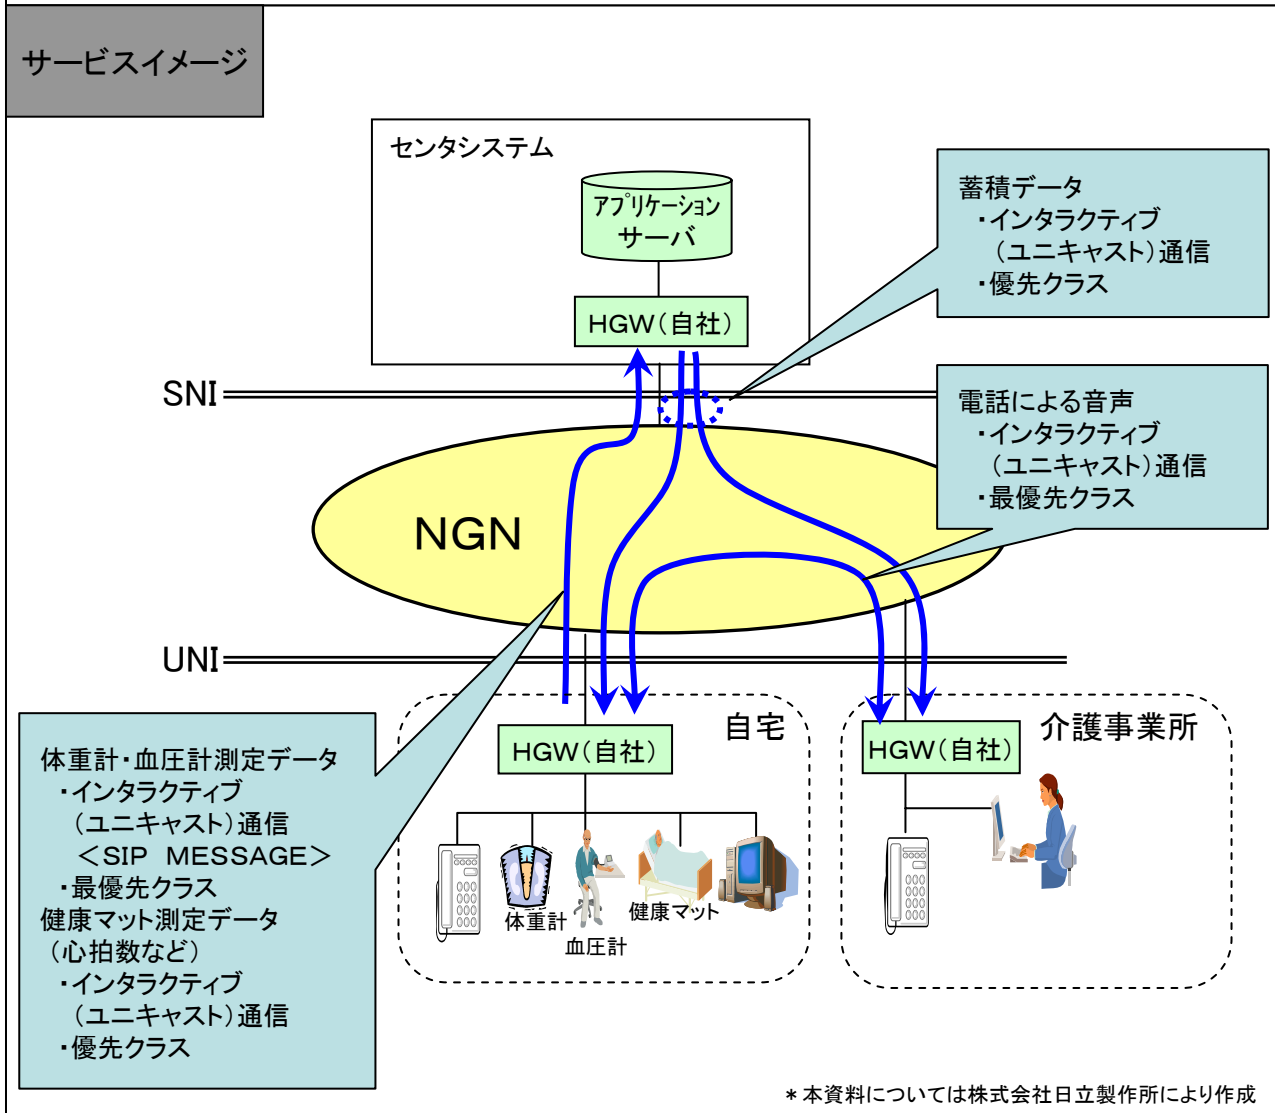 サービスイメージ
センタシステム
アプリケーション
サーバ
HGW（自社）
蓄積データ
・インタラクティブ
（ユニキャスト）通信
・優先クラス
SNI
電話による音声
・インタラクティブ
（ユニキャスト）通信
・最優先クラス
NGN
UNI
体重計・血圧計測定データ
・インタラクティブ
（ユニキャスト）通信
＜SIP MESSAGE＞
・最優先クラス
健康マット測定データ
（心拍数など）
・インタラクティブ
（ユニキャスト）通信
・優先クラス
自宅
HGW（自社）
体重計
血圧計
健康マット
介護事業所
HGW（自社）
＊本資料については株式会社日立製作所により作成